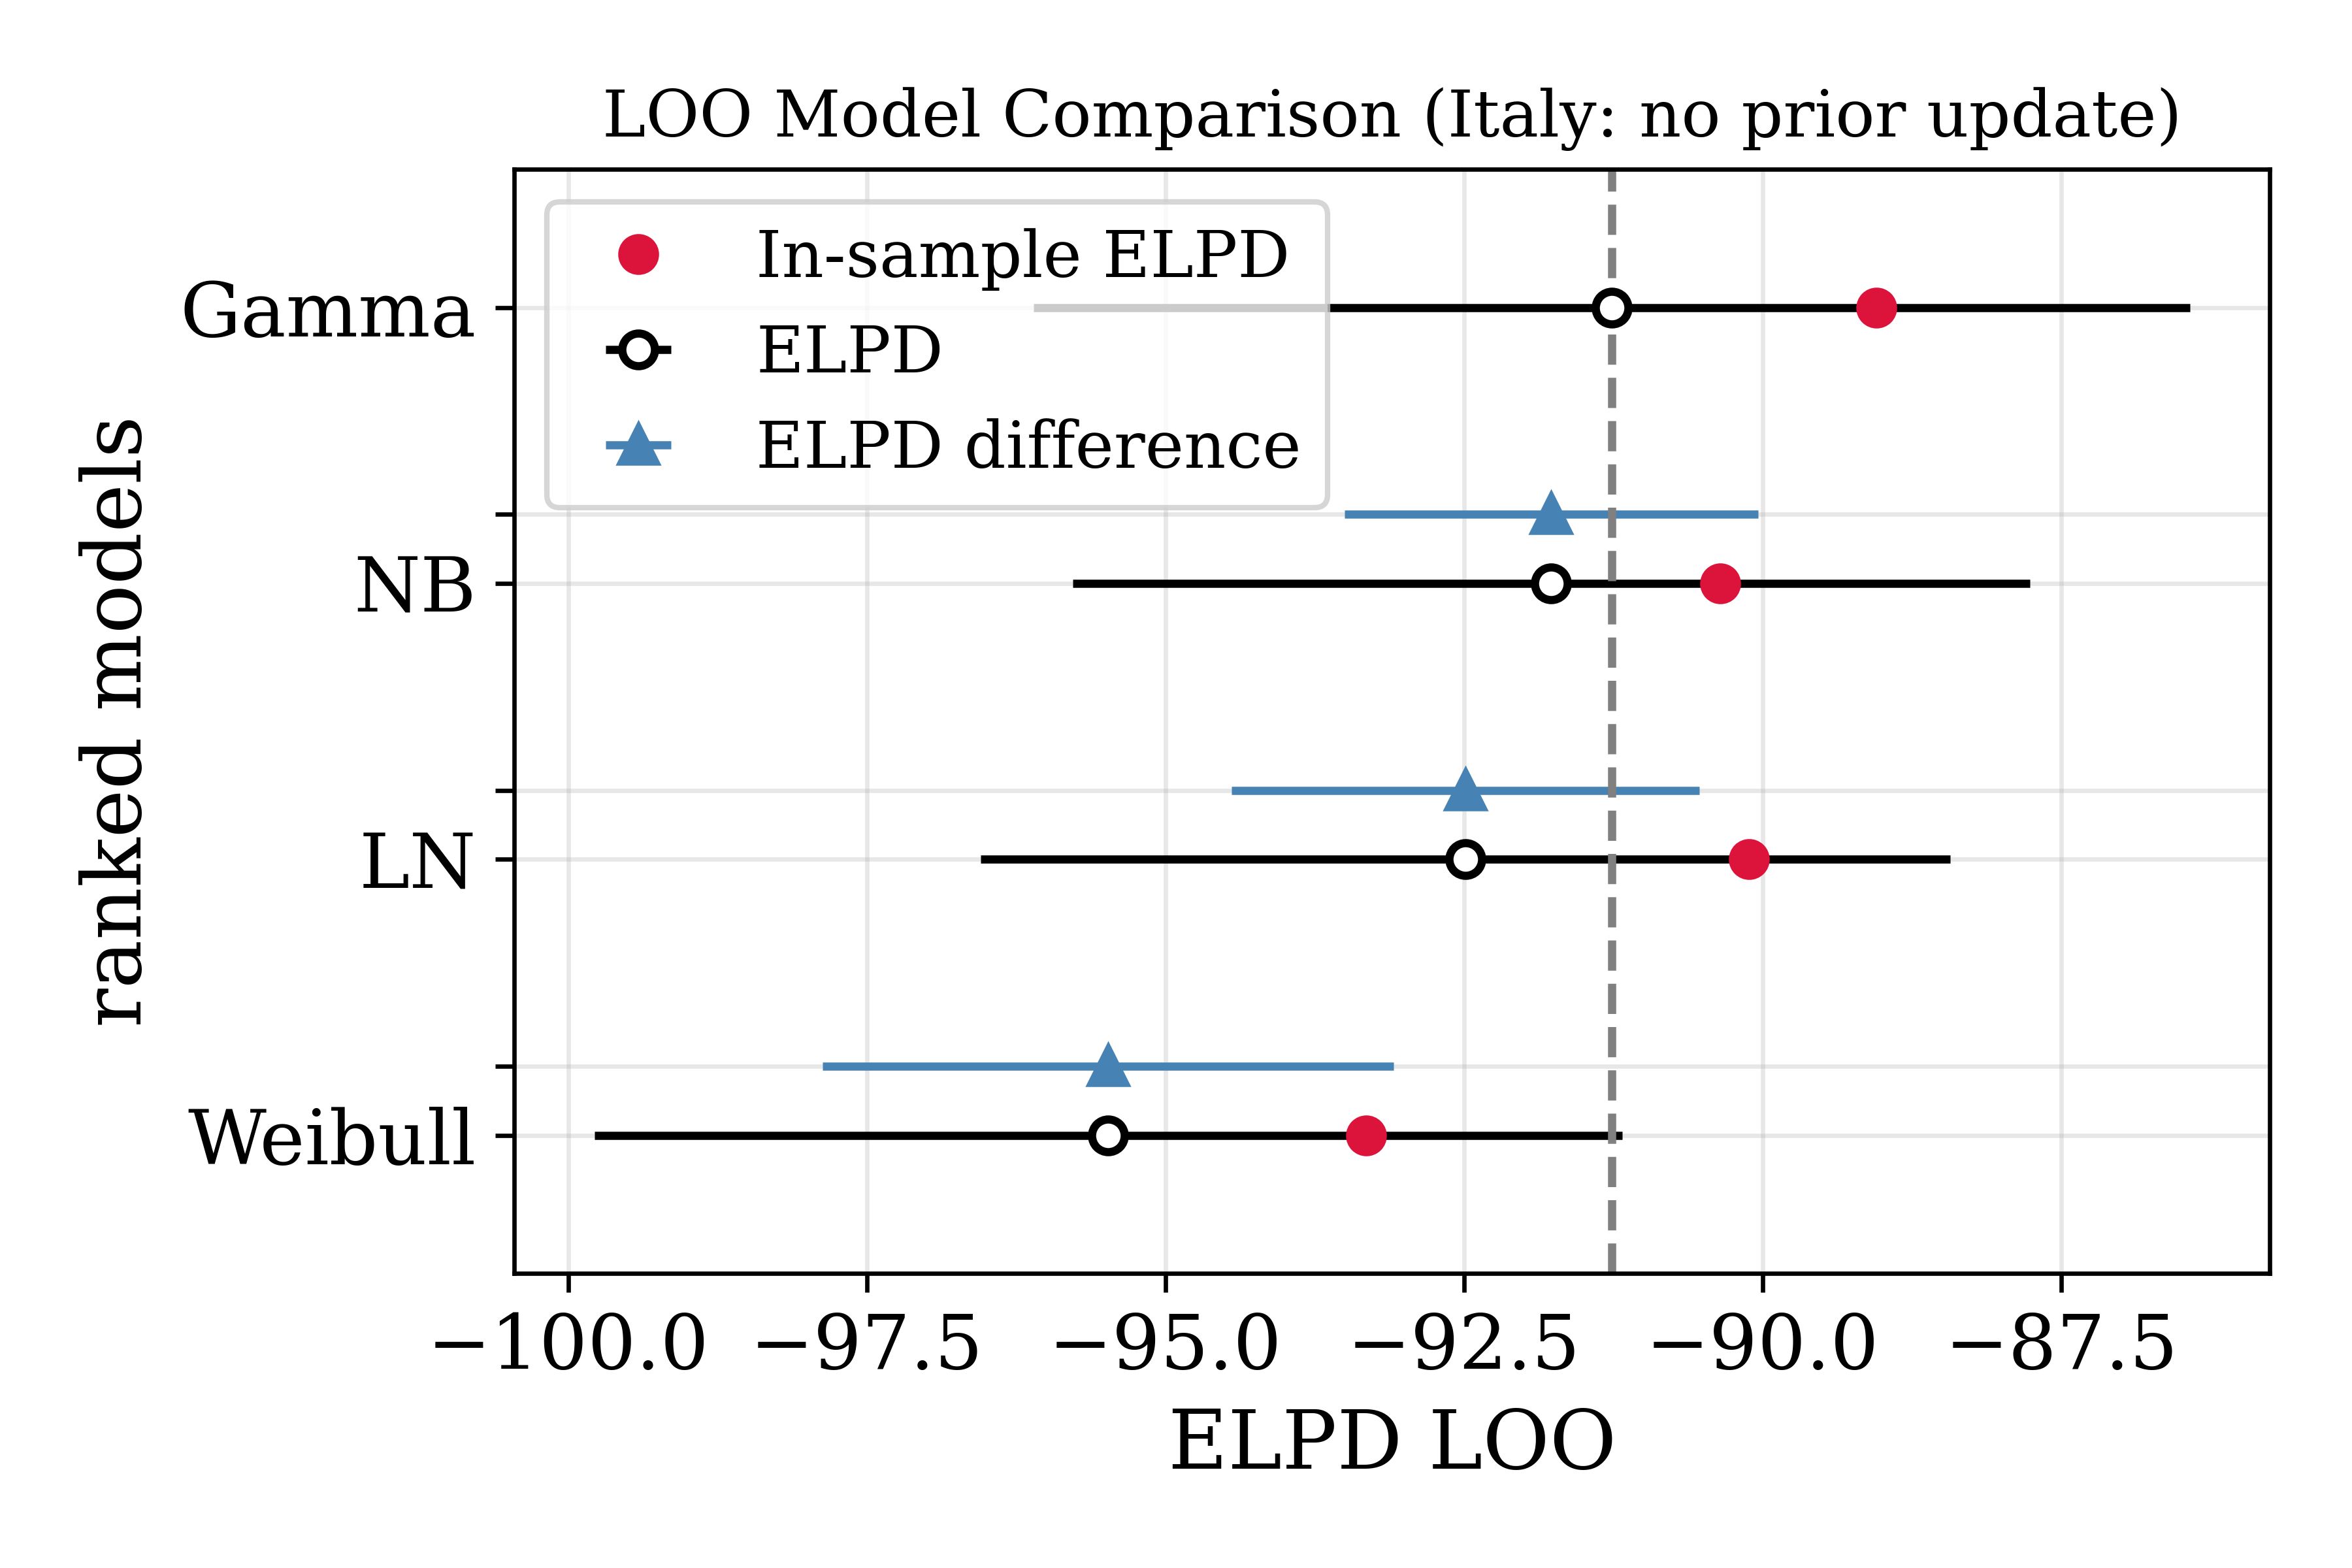 LOO Model Comparison (Italy: no prior update)
In-sample ELPD
ELPD
ELPD difference
ranked models
Gamma
NB
LN
Weibull
−100.0 −97.5 −95.0 −92.5 −90.0 −87.5
ELPD LOO